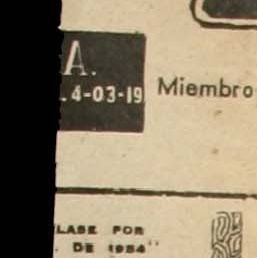 A.
. 4-03-19
Miembro
LASE POR
. DE 1954"